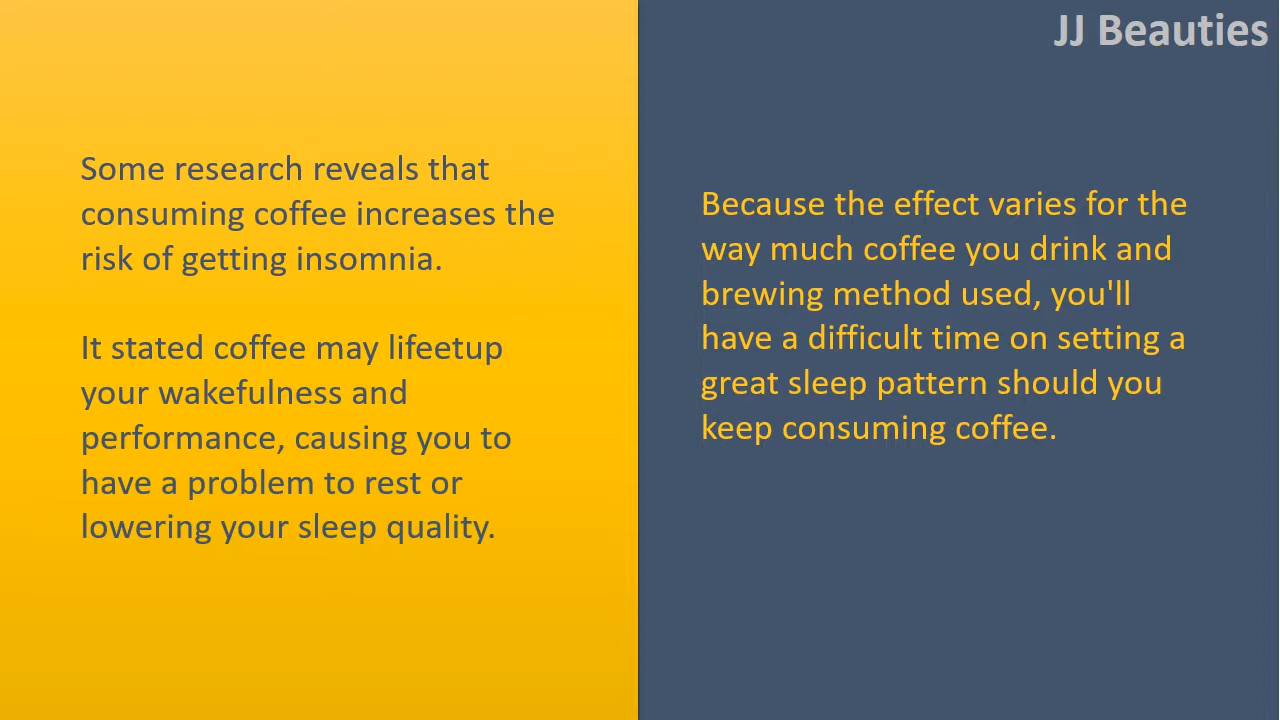 JJ Beauties
Some research reveals that
consuming coffee increases the
risk of getting insomnia.
It stated coffee may lifeetup
your wakefulness and
performance, causing you to
have a problem to rest or
lowering your sleep quality.
Because the effect varies for the
way much coffee you drink and
brewing method used, you'll
have a difficult time on setting a
great sleep pattern should you
keep consuming coffee.